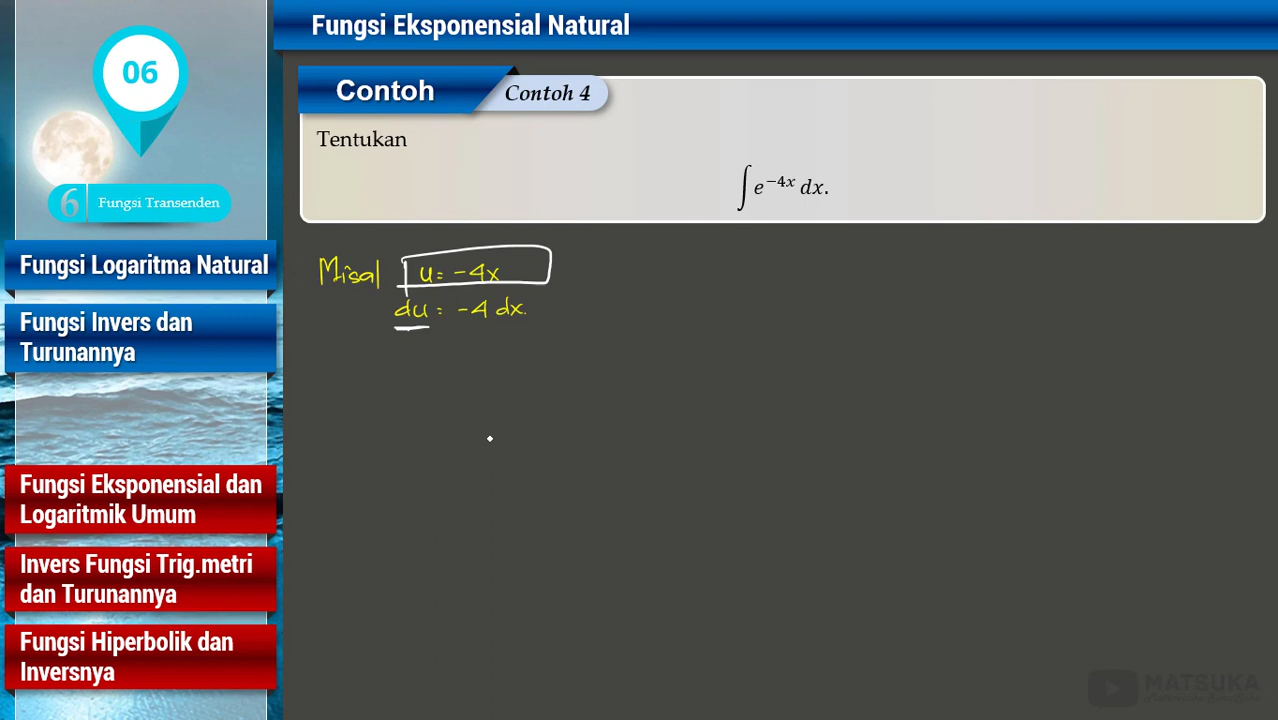 Fungsi Eksponensial Natural
06
6 Fungsi Transenden
Fungsi Logaritma Natural
Fungsi Invers dan
Turunannya
Fungsi Eksponensial dan
Logaritmik Umum
Invers Fungsi Trig.metri
dan Turunannya
Fungsi Hiperbolik dan
Inversnya
Contoh Contoh 4
Tentukan
∫ e⁻⁴ˣ dx.
Misal u = -4x
du = -4 dx.
MATSUKA